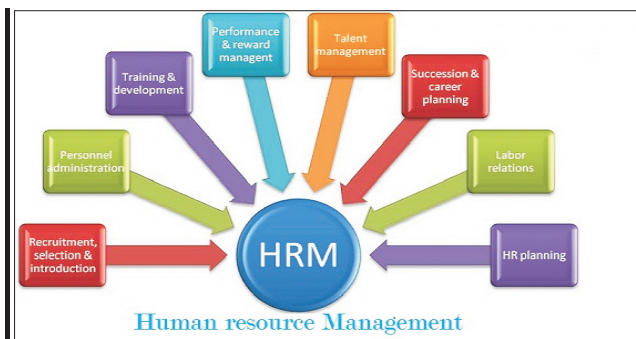 Recruitment,
selection &
introduction
Personnel
administration
Training &
development
Performance
& reward
managent
Talent
management
Succession &
career
planning
Labor
relations
HR planning
HRM
Human resource Management